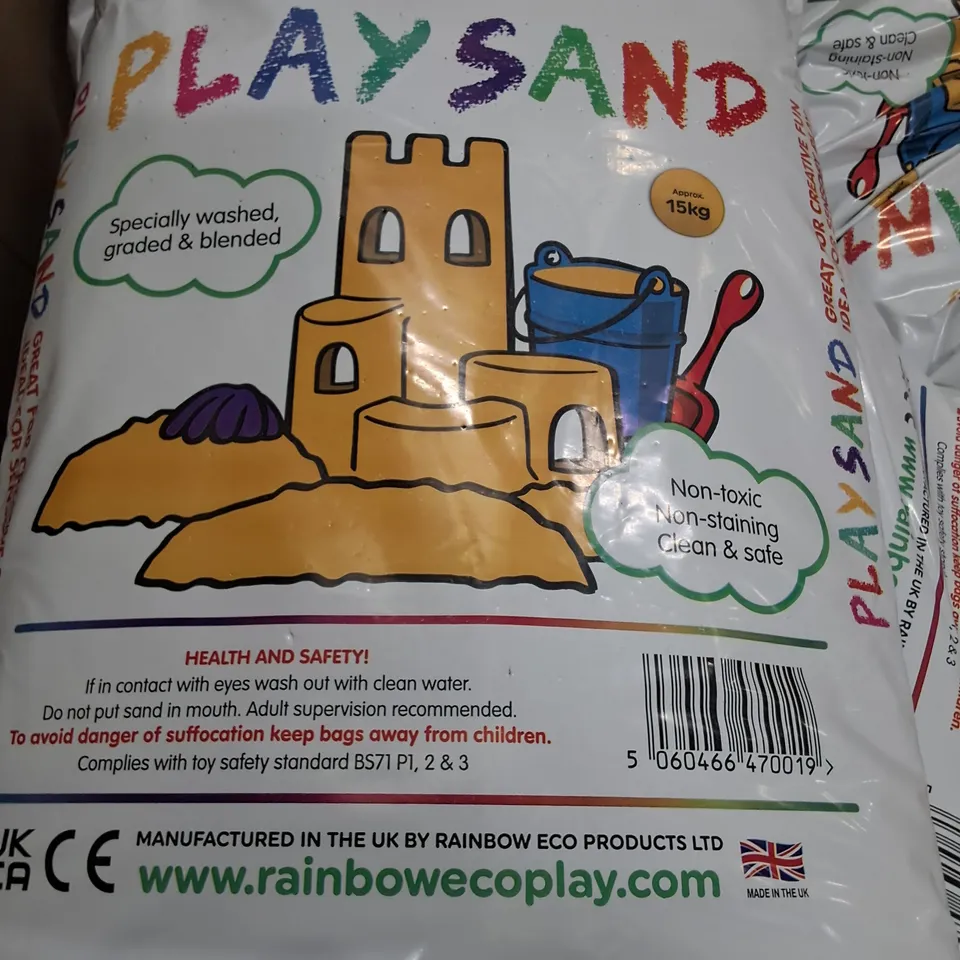 PLAY SAND
Specially washed,
graded & blended
Approx.
15kg
Non-toxic
Non-staining
Clean & safe
HEALTH AND SAFETY!
If in contact with eyes wash out with clean water.
Do not put sand in mouth. Adult supervision recommended.
To avoid danger of suffocation keep bags away from children.
Complies with toy safety standard BS71 P1, 2 & 3
5 060466 470019 >
UK
CA
CE
MANUFACTURED IN THE UK BY RAINBOW ECO PRODUCTS LTD
www.rainbowecoplay.com
MADE IN THE UK
PLAY SAND
GREAT FOR CREATIVE FUN
PLAY SAND
GREAT FOR
Non-staining
Clean & safe